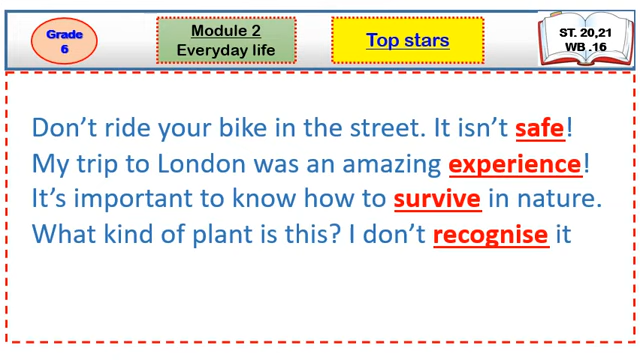 Grade
6
Module 2
Everyday life
Top stars
ST. 20,21
WB .16
Don't ride your bike in the street. It isn't safe!
My trip to London was an amazing experience!
It's important to know how to survive in nature.
What kind of plant is this? I don't recognise it